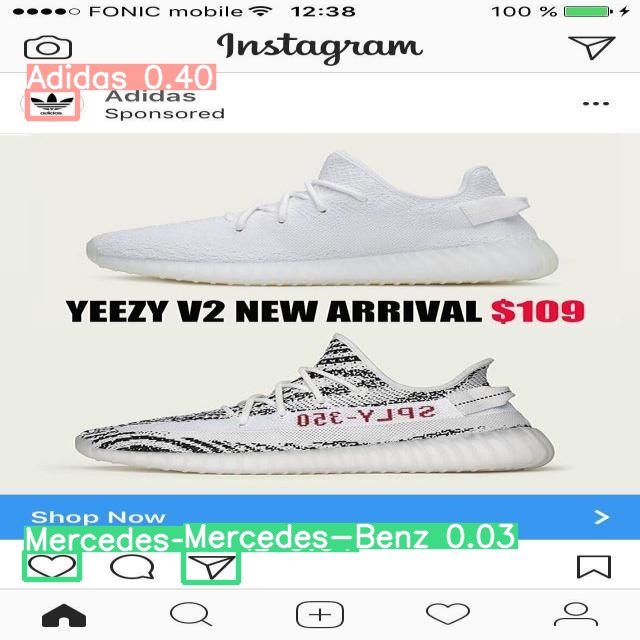 FONIC mobile 12:38 100 %
Instagram
Adidas 0.40
adidas
Adidas
Sponsored
YEEZY V2 NEW ARRIVAL $109
SPLY-350
Shop Now
Mercedes-Mercedes-Benz 0.03